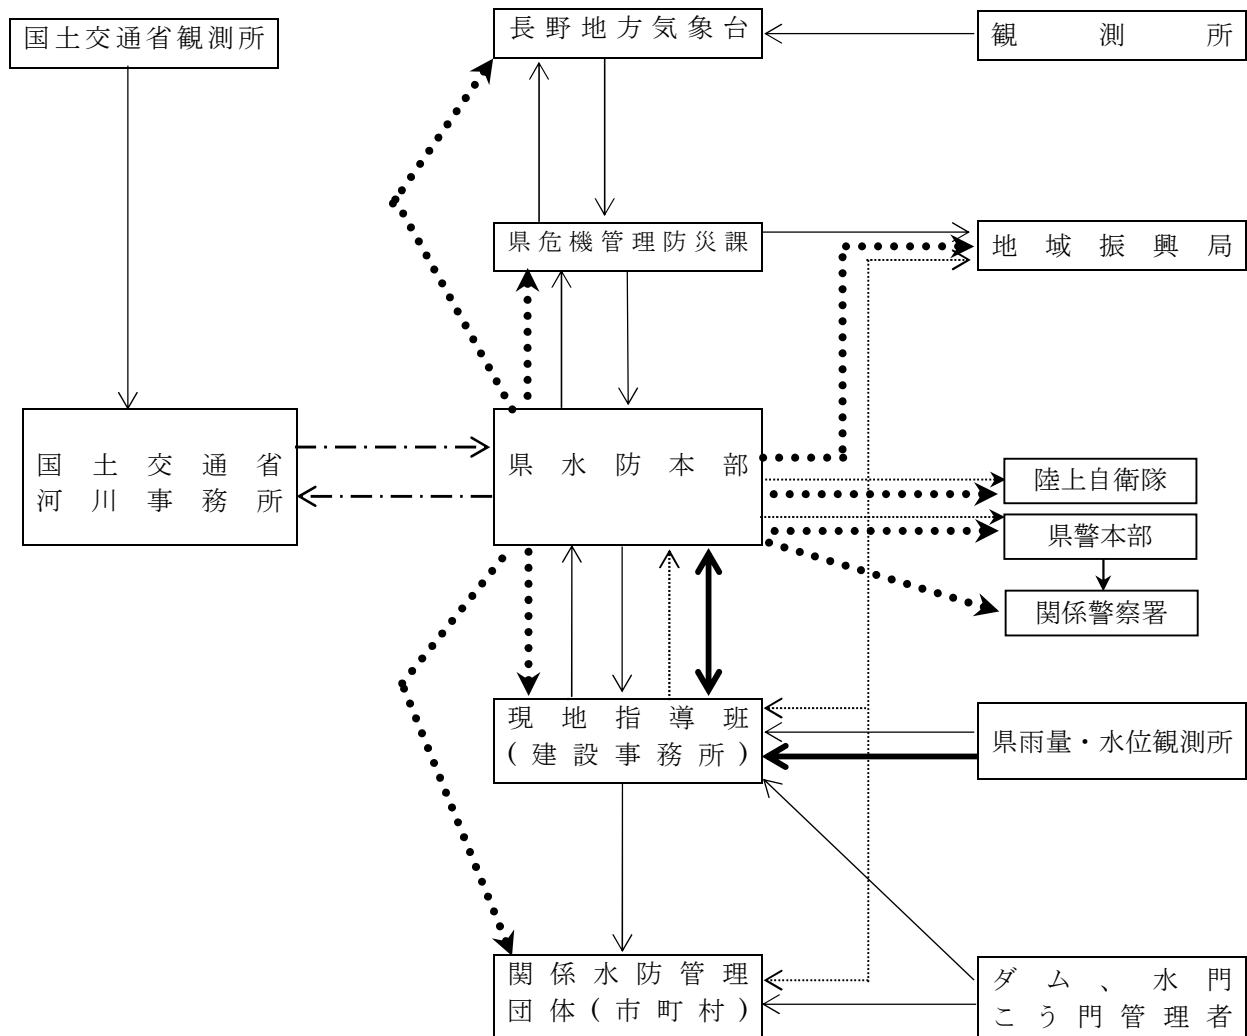 国土交通省観測所
長野地方気象台
観測所
県危機管理防災課
地域振興局
国土交通省
河川事務所
県水防本部
陸上自衛隊
県警本部
関係警察署
現地指導班
(建設事務所)
県雨量・水位観測所
関係水防管理
団体(市町村)
ダム、水門
こう門管理者